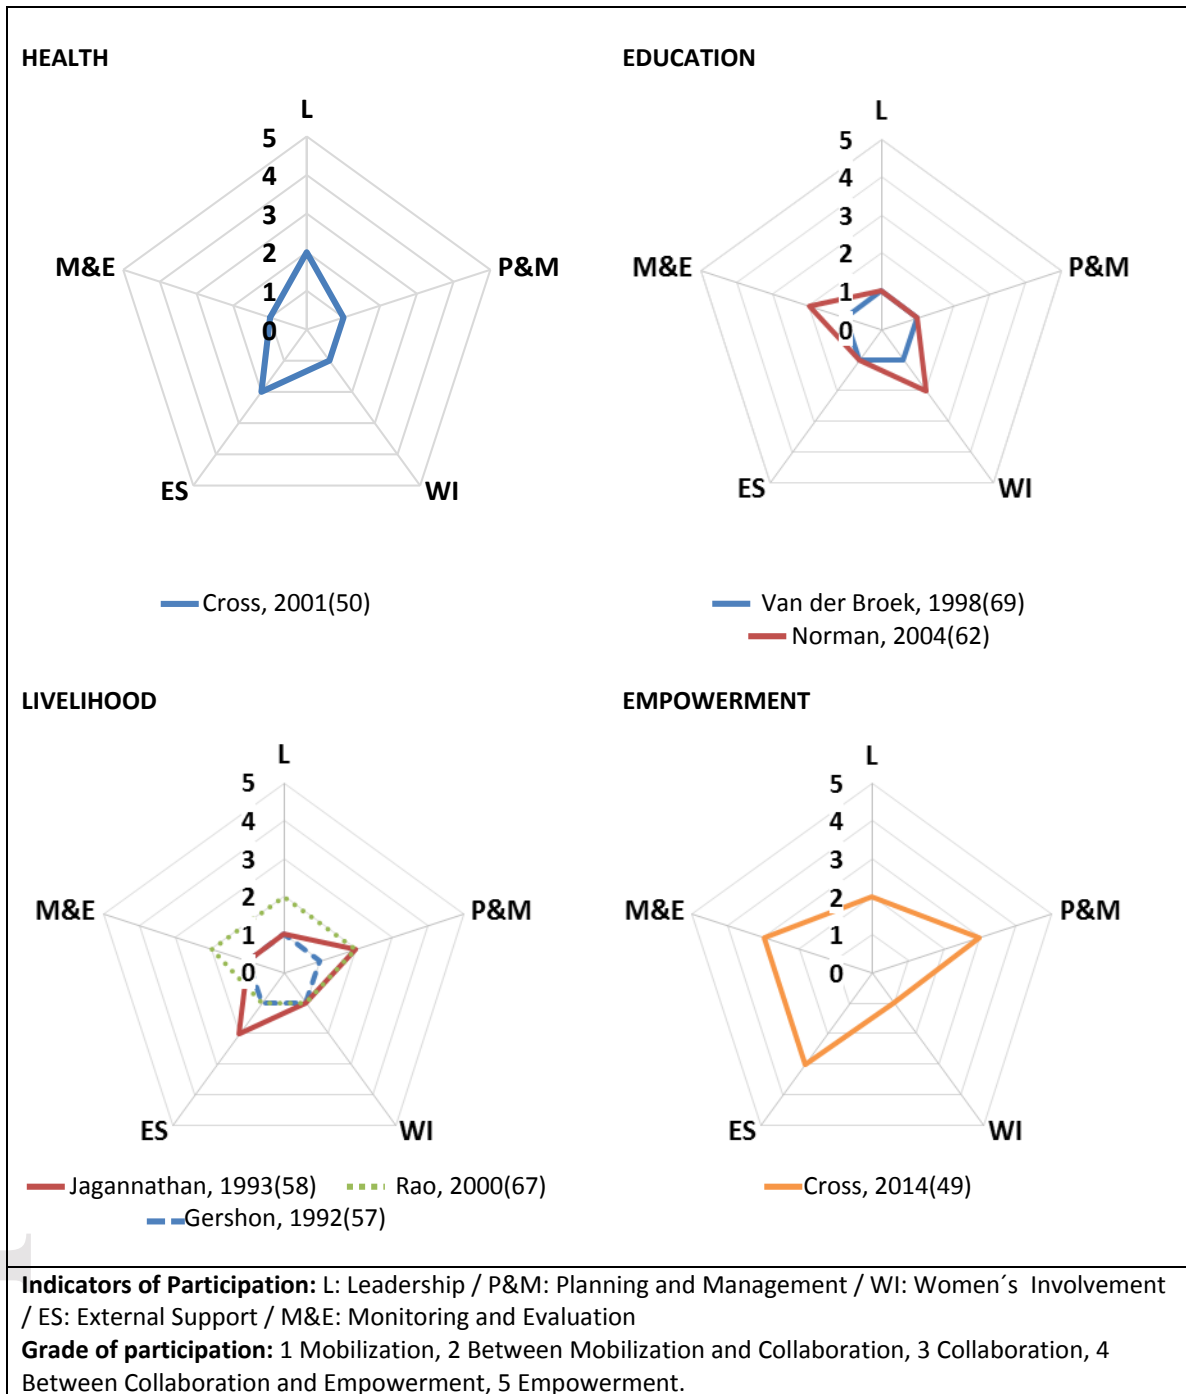 HEALTH
L
5
4
3
2
1
0
M&E
P&M
ES
WI
Cross, 2001(50)
EDUCATION
L
5
4
3
2
1
0
M&E
P&M
ES
WI
Van der Broek, 1998(69)
Norman, 2004(62)
LIVELIHOOD
L
5
4
3
2
1
0
M&E
P&M
ES
WI
Jagannathan, 1993(58) Rao, 2000(67)
Gershon, 1992(57)
EMPOWERMENT
L
5
4
3
2
1
0
M&E
P&M
ES
WI
Cross, 2014(49)
Indicators of Participation: L: Leadership / P&M: Planning and Management / WI: Women´s Involvement
/ ES: External Support / M&E: Monitoring and Evaluation
Grade of participation: 1 Mobilization, 2 Between Mobilization and Collaboration, 3 Collaboration, 4
Between Collaboration and Empowerment, 5 Empowerment.